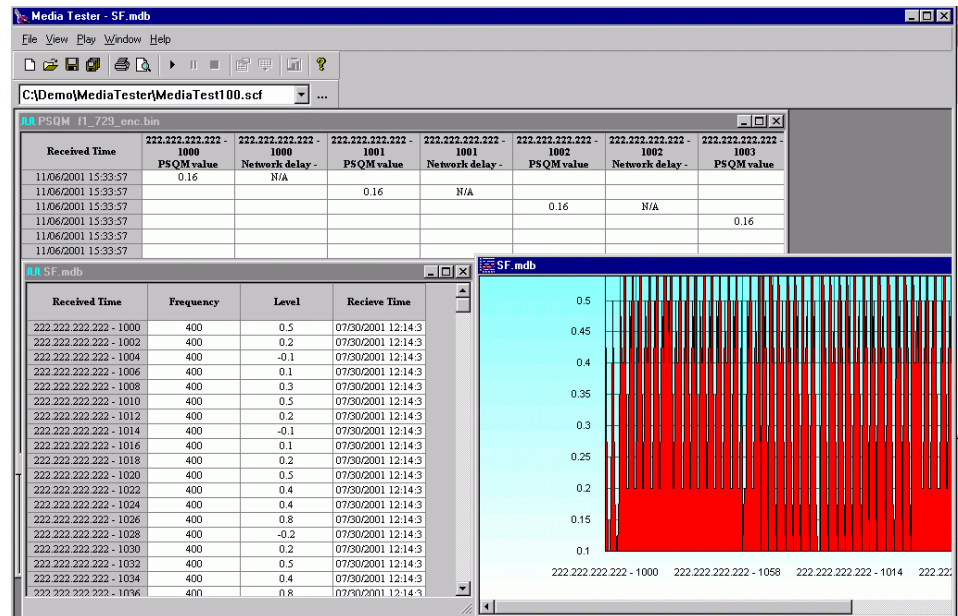 Media Tester - SF.mdb
File View Play Window Help
C:\Demo\MediaTester\MediaTest100.scf ...
PSQM f1_729_enc.bin
Received Time 222.222.222.222 - 1000 PSQM value 222.222.222.222 - 1000 Network delay - 222.222.222.222 - 1001 PSQM value 222.222.222.222 - 1001 Network delay - 222.222.222.222 - 1002 PSQM value 222.222.222.222 - 1002 Network delay - 222.222.222.222 - 1003 PSQM value
11/06/2001 15:33:57 0.16 N/A
11/06/2001 15:33:57 0.16 N/A
11/06/2001 15:33:57 0.16 N/A
11/06/2001 15:33:57 0.16
11/06/2001 15:33:57
11/06/2001 15:33:57
SF.mdb
Received Time Frequency Level Recieve Time
222.222.222.222 - 1000 400 0.5 07/30/2001 12:14:3
222.222.222.222 - 1002 400 0.2 07/30/2001 12:14:3
222.222.222.222 - 1004 400 -0.1 07/30/2001 12:14:3
222.222.222.222 - 1006 400 0.1 07/30/2001 12:14:3
222.222.222.222 - 1008 400 0.3 07/30/2001 12:14:3
222.222.222.222 - 1010 400 0.5 07/30/2001 12:14:3
222.222.222.222 - 1012 400 0.2 07/30/2001 12:14:3
222.222.222.222 - 1014 400 -0.1 07/30/2001 12:14:3
222.222.222.222 - 1016 400 0.1 07/30/2001 12:14:3
222.222.222.222 - 1018 400 0.2 07/30/2001 12:14:3
222.222.222.222 - 1020 400 0.5 07/30/2001 12:14:3
222.222.222.222 - 1022 400 0.4 07/30/2001 12:14:3
222.222.222.222 - 1024 400 0.4 07/30/2001 12:14:3
222.222.222.222 - 1026 400 0.8 07/30/2001 12:14:3
222.222.222.222 - 1028 400 -0.2 07/30/2001 12:14:3
222.222.222.222 - 1030 400 0.2 07/30/2001 12:14:3
222.222.222.222 - 1032 400 0.5 07/30/2001 12:14:3
222.222.222.222 - 1034 400 0.4 07/30/2001 12:14:3
222.222.222.222 - 1036 400 0.8 07/30/2001 12:14:3
SF.mdb
0.5
0.45
0.4
0.35
0.3
0.25
0.2
0.15
0.1
222.222.222.222 - 1000 222.222.222.222 - 1058 222.222.222.222 - 1014 222.222